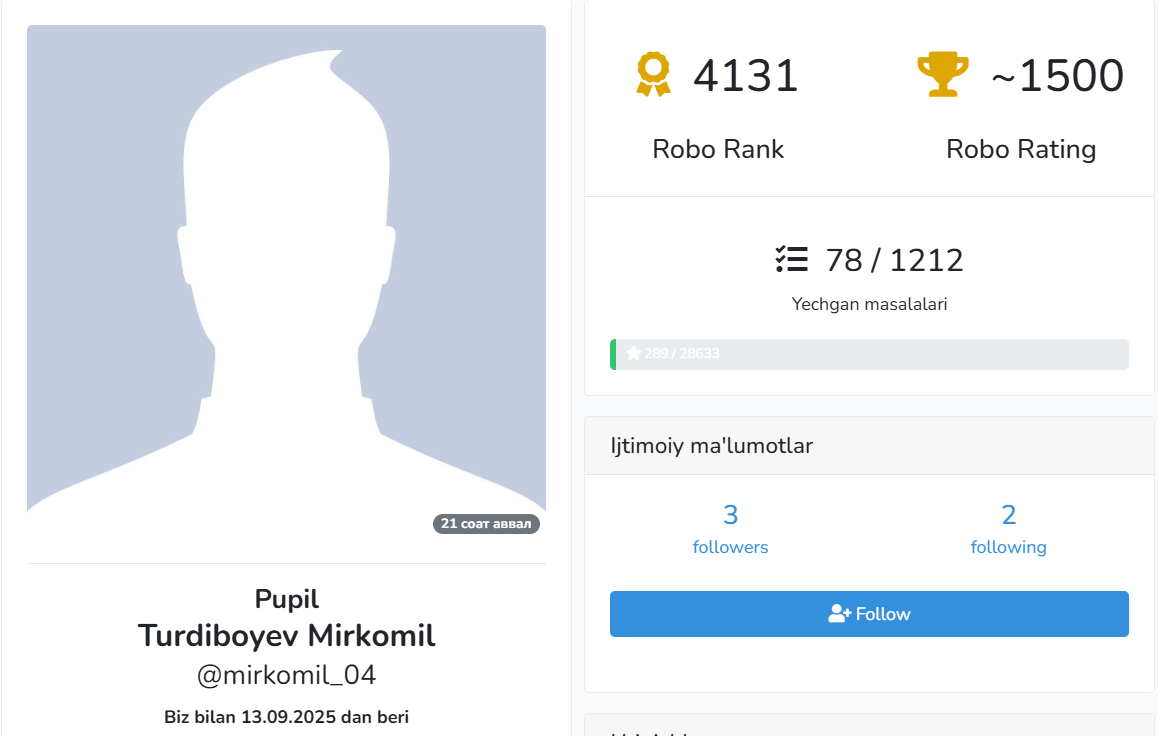 21 соат аввал
Pupil
Turdiboyev Mirkomil
@mirkomil_04
Biz bilan 13.09.2025 dan beri
4131
Robo Rank
~1500
Robo Rating
78 / 1212
Yechgan masalalari
289 / 28633
Ijtimoiy ma'lumotlar
3
followers
2
following
Follow